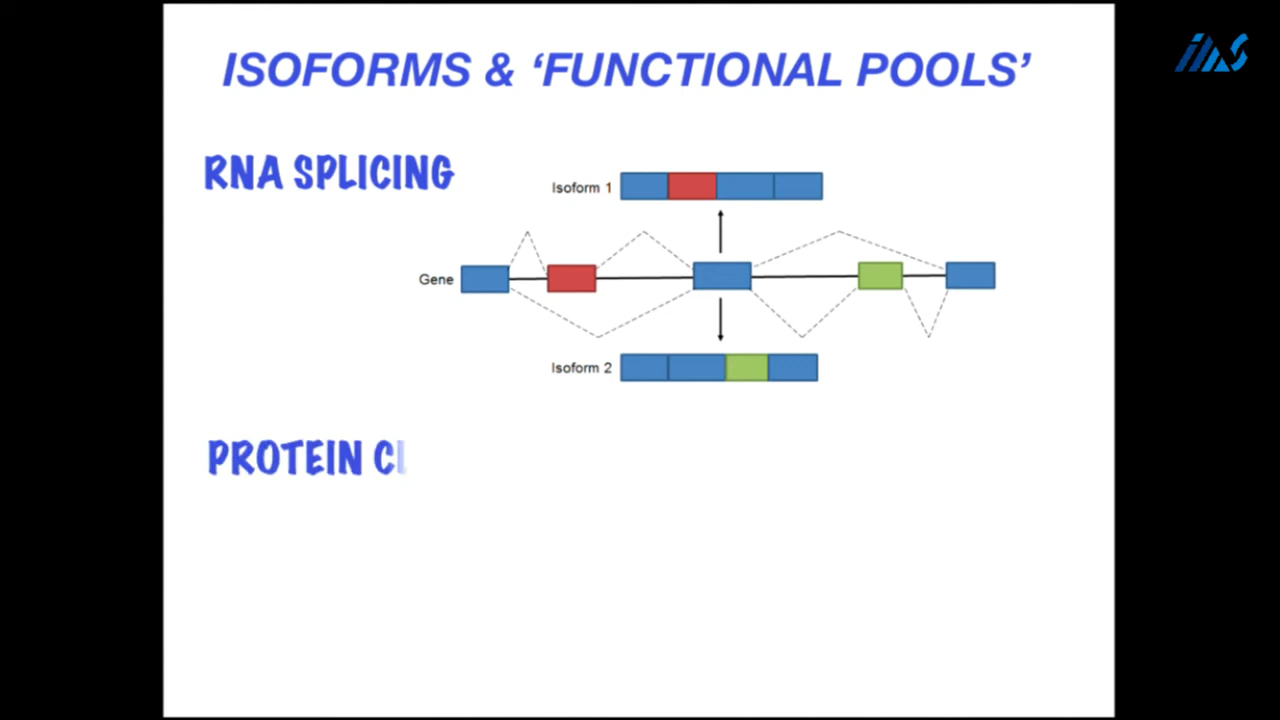 ISOFORMS & ‘FUNCTIONAL POOLS’
RNA SPLICING
Isoform 1
Gene
Isoform 2
PROTEIN